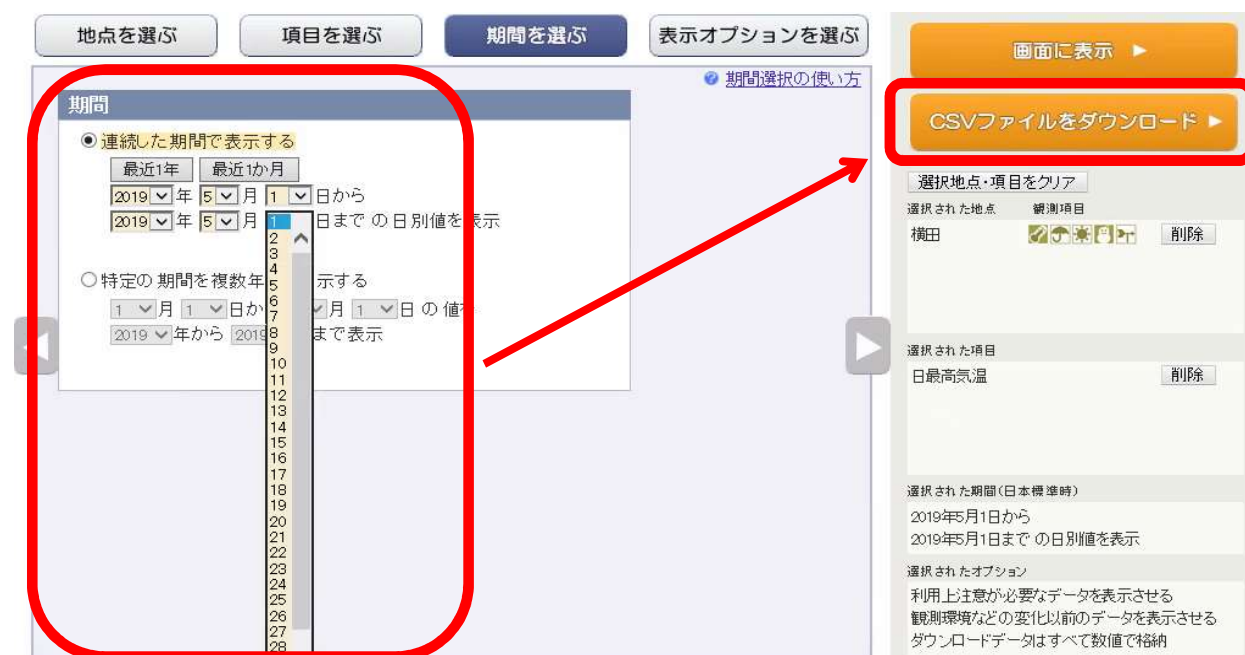 地点を選ぶ
項目を選ぶ
期間を選ぶ
表示オプションを選ぶ
期間選択の使い方
期間
連続した期間で表示する
最近1年 最近1か月
2019 年 5 月 1 日から
2019 年 5 月 1 日まで の日別値を表示
1
2
3
4
5
6
7
8
9
10
11
12
13
14
15
16
17
18
19
20
21
22
23
24
25
26
27
28
特定の期間を複数年 示する
1 月 1 日か 月 1 日 の 値
2019 年から 2019 まで表示
画面に表示
CSVファイルをダウンロード
選択地点・項目をクリア
選択された地点 観測項目
横田 削除
選択された項目
日最高気温 削除
選択された期間(日本標準時)
2019年5月1日から
2019年5月1日まで の日別値を表示
選択されたオプション
利用上注意が必要なデータを表示させる
観測環境などの変化以前のデータを表示させる
ダウンロードデータはすべて数値で格納